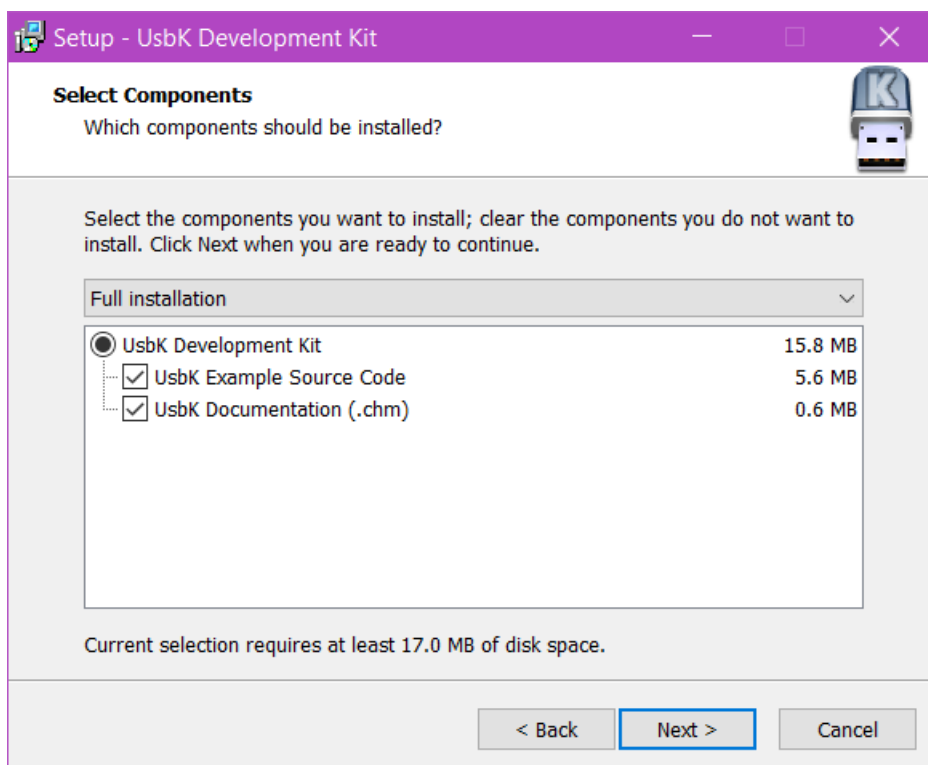 Setup - UsbK Development Kit
Select Components
Which components should be installed?
K
Select the components you want to install; clear the components you do not want to
install. Click Next when you are ready to continue.
Full installation
UsbK Development Kit 15.8 MB
UsbK Example Source Code 5.6 MB
UsbK Documentation (.chm) 0.6 MB
Current selection requires at least 17.0 MB of disk space.
< Back Next > Cancel